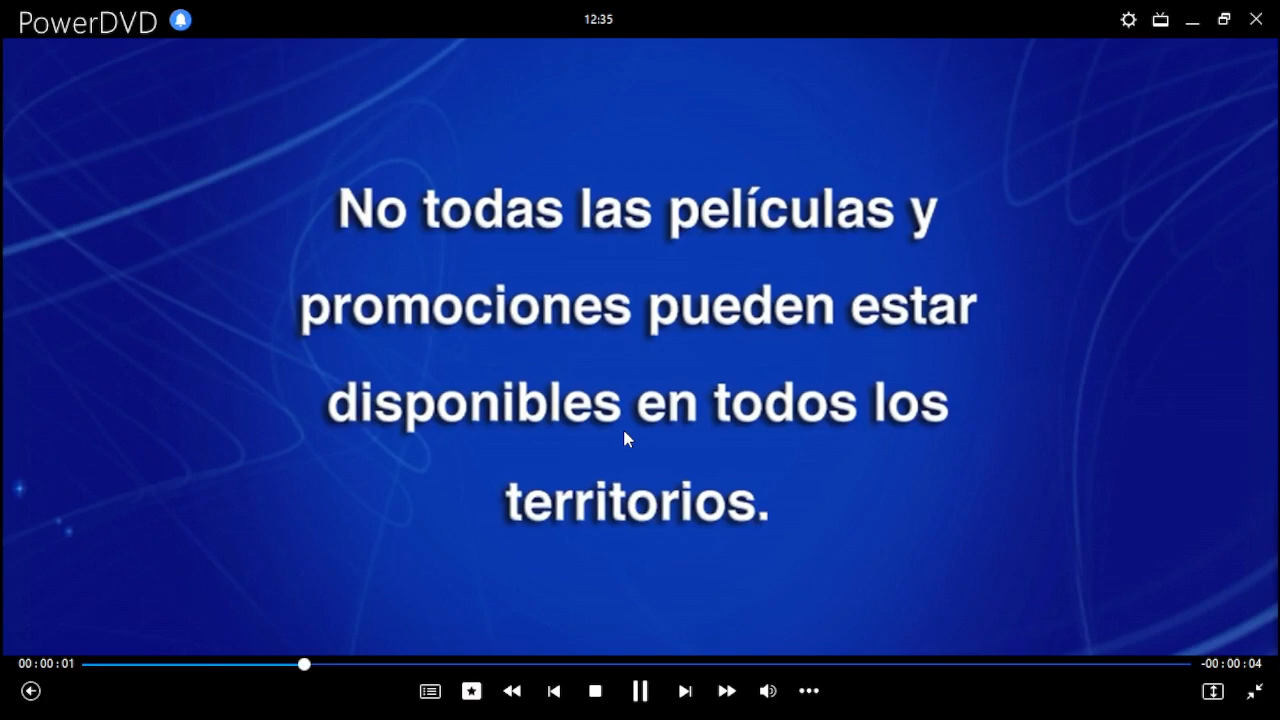 PowerDVD
12:35
No todas las películas y
promociones pueden estar
disponibles en todos los
territorios.
00:00:01
-00:00:04